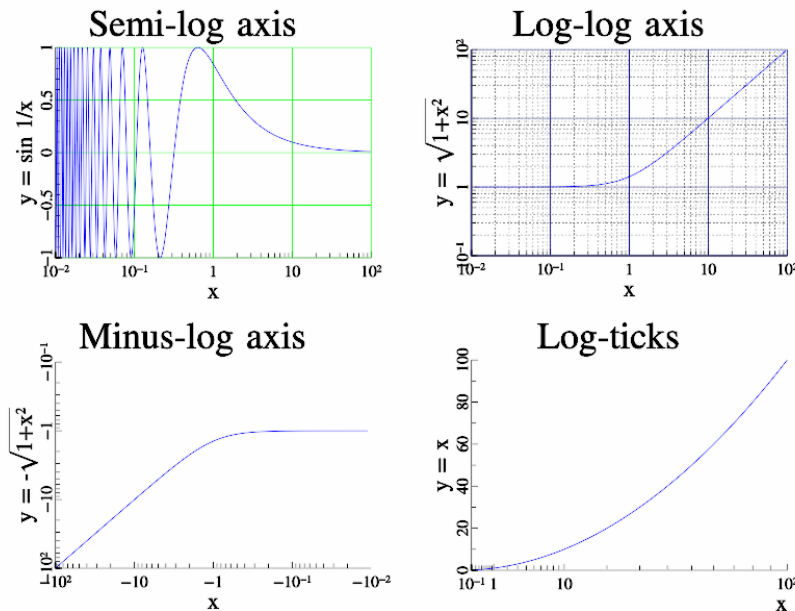 Semi-log axis
y = sin 1/x
1
0.5
0
−0.5
−1
10⁻² 10⁻¹ 1 10 10²
x
Log-log axis
y = √1+x²
10²
10
1
10⁻¹
10⁻² 10⁻¹ 1 10 10²
x
Minus-log axis
y = -√1+x²
−10⁻¹
−1
−10
−10²
−10² −10 −1 −10⁻¹ −10⁻²
x
Log-ticks
y = x
100
80
60
40
20
0
10⁻¹ 1 10 10²
x